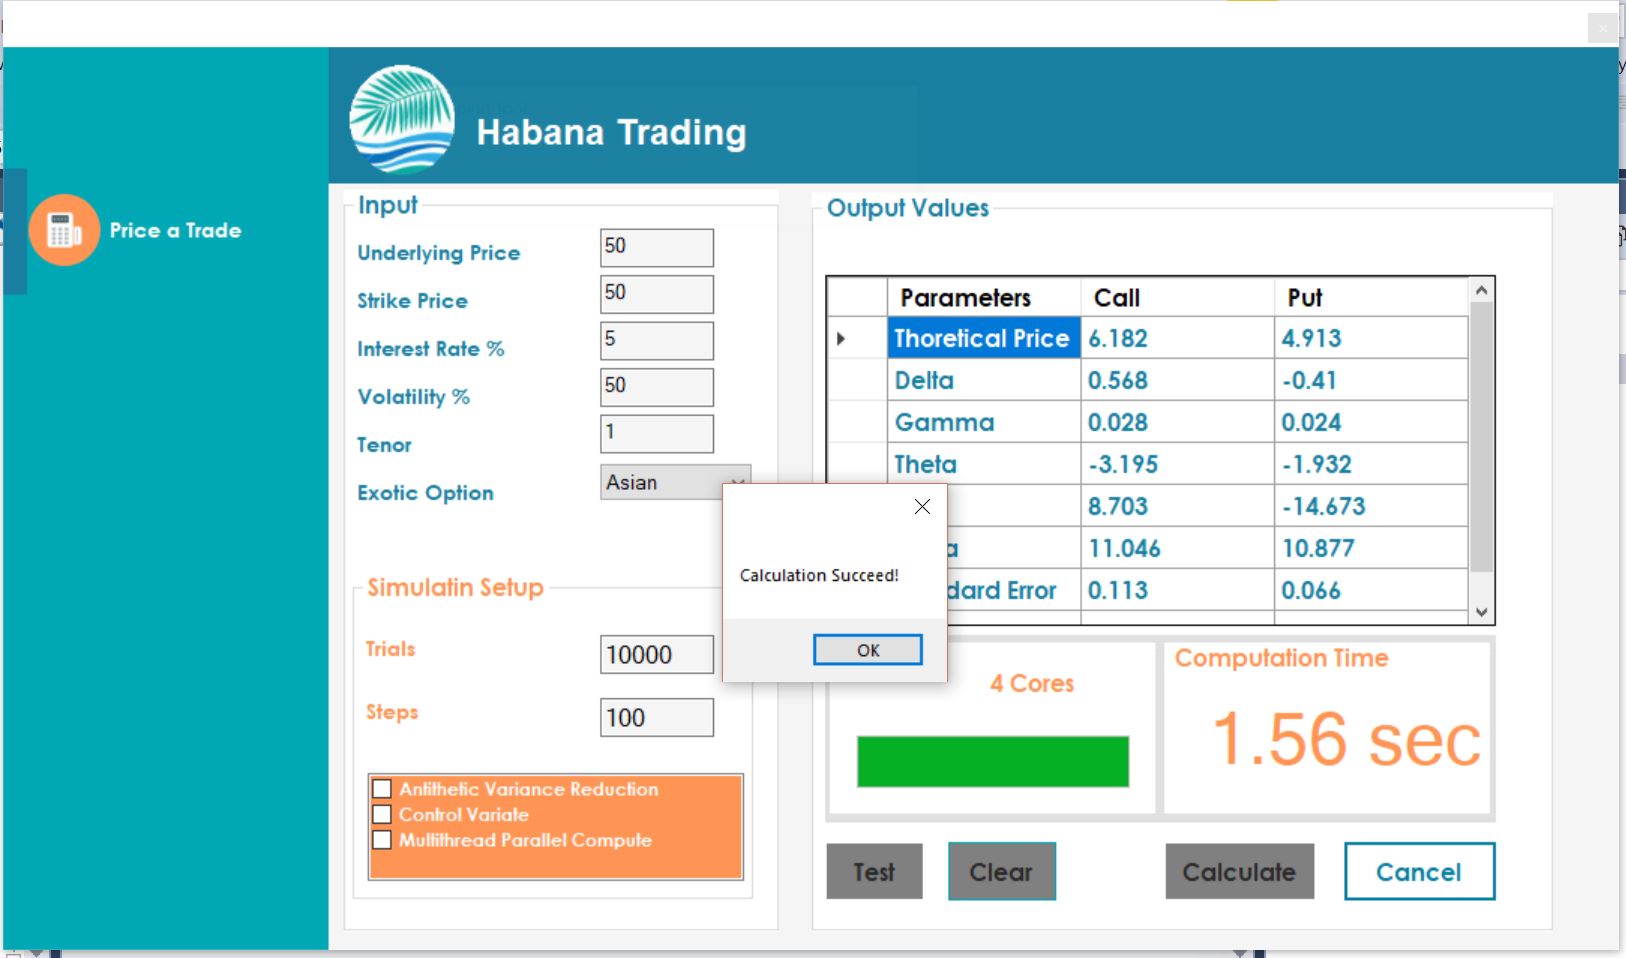 Habana Trading
Price a Trade
Input
Underlying Price 50
Strike Price 50
Interest Rate % 5
Volatility % 50
Tenor 1
Exotic Option Asian
Simulatin Setup
Trials 10000
Steps 100
Antithetic Variance Reduction
Control Variate
Multithread Parallel Compute
Output Values
Parameters Call Put
Thoretical Price 6.182 4.913
Delta 0.568 -0.41
Gamma 0.028 0.024
Theta -3.195 -1.932
8.703 -14.673
11.046 10.877
Error 0.113 0.066
Calculation Succeed!
OK
4 Cores
Computation Time
1.56 sec
Test Clear Calculate Cancel